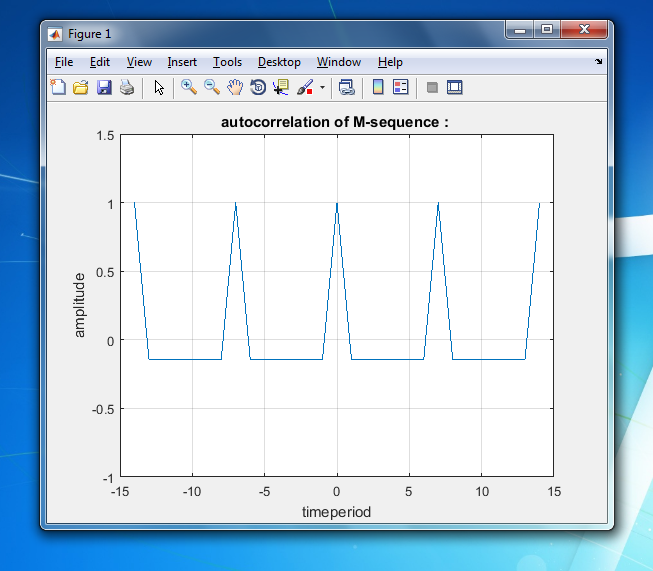 Figure 1
File Edit View Insert Tools Desktop Window Help
autocorrelation of M-sequence :
1.5
1
0.5
0
-0.5
-1
amplitude
-15 -10 -5 0 5 10 15
timeperiod